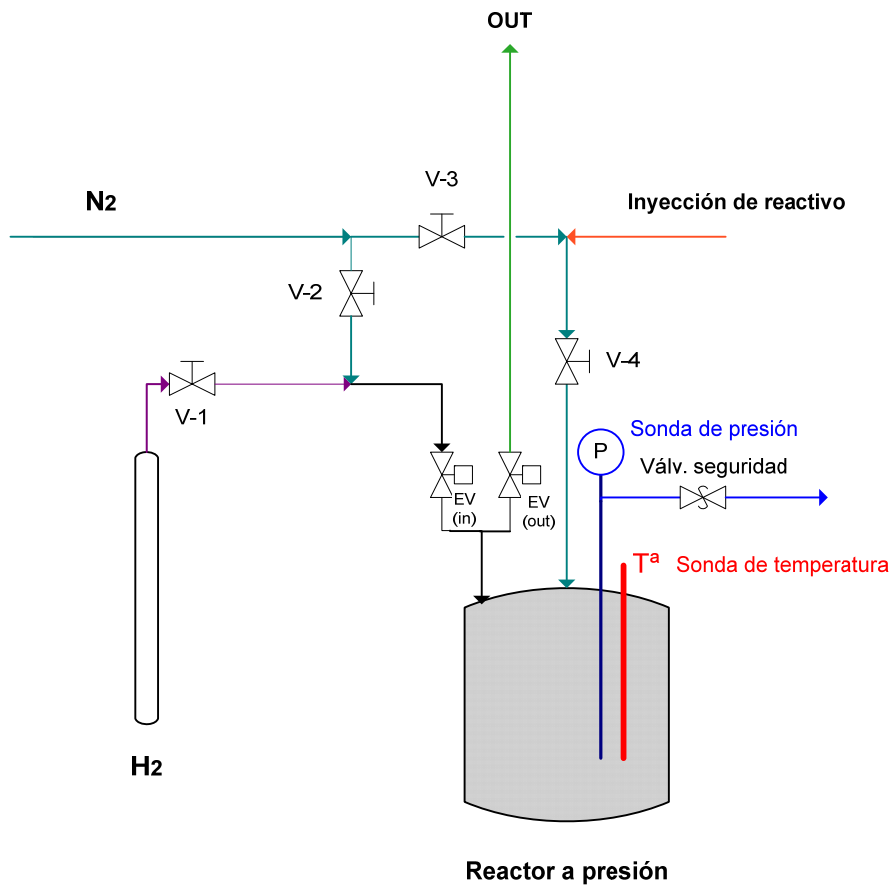 OUT
V-3
N2
Inyección de reactivo
V-2
V-4
V-1
Sonda de presión
P
Válv. seguridad
EV
(in)
EV
(out)
Tª Sonda de temperatura
H2
Reactor a presión